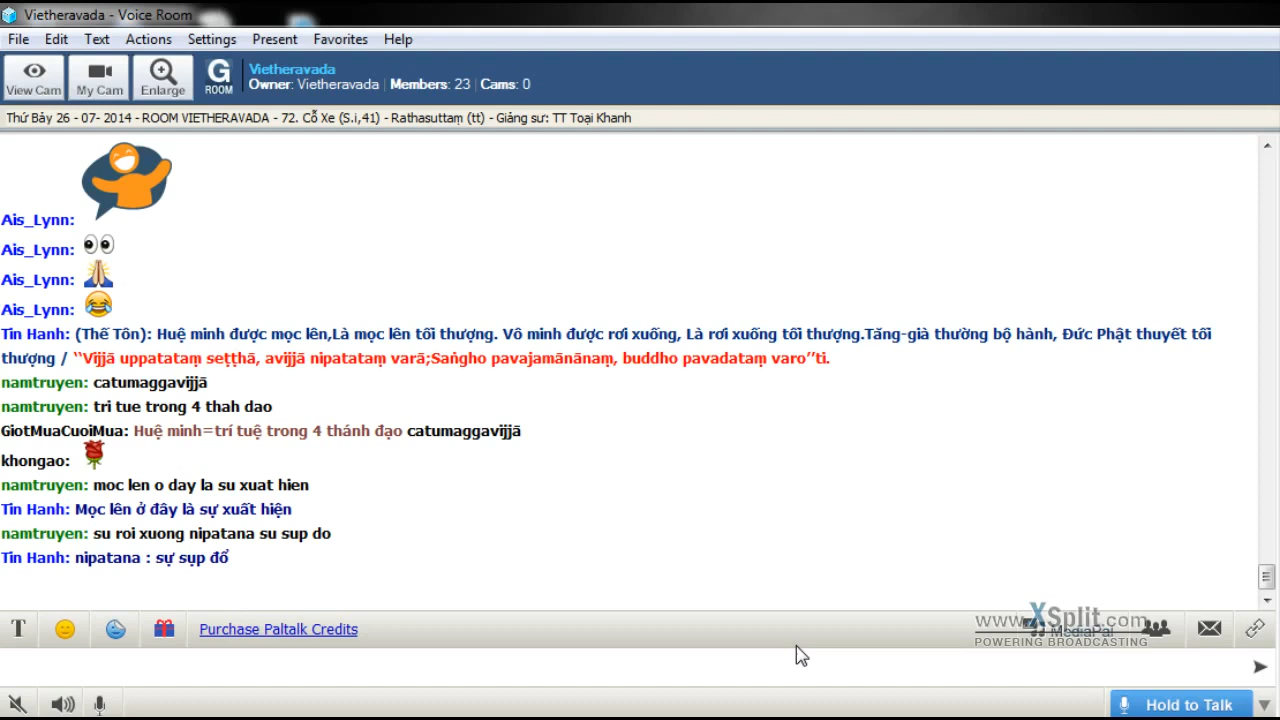 Vietheravada - Voice Room
File Edit Text Actions Settings Present Favorites Help
View Cam My Cam Enlarge G ROOM
Vietheravada
Owner: Vietheravada | Members: 23 | Cams: 0
Thứ Bảy 26 - 07- 2014 - ROOM VIETHERAVADA - 72. Cỗ Xe (S.i,41) - Rathasuttaṃ (tt) - Giảng sư: TT Toại Khanh
Ais_Lynn:
Ais_Lynn:
Ais_Lynn:
Ais_Lynn:
Tin Hanh: (Thế Tôn): Huệ minh được mọc lên,Là mọc lên tối thượng. Vô minh được rơi xuống, Là rơi xuống tối thượng.Tăng-già thường bộ hành, Đức Phật thuyết tối
thượng / ‘‘Vijjā uppatataṃ seṭṭhā, avijjā nipatataṃ varā;Saṅgho pavajamānānaṃ, buddho pavadataṃ varo’’ti.
namtruyen: catumaggavijjā
namtruyen: tri tue trong 4 thah dao
GiotMuaCuoiMua: Huệ minh=trí tuệ trong 4 thánh đạo catumaggavijjā
khongao:
namtruyen: moc len o day la su xuat hien
Tin Hanh: Mọc lên ở đây là sự xuất hiện
namtruyen: su roi xuong nipatana su sup do
Tin Hanh: nipatana : sự sụp đổ
T Purchase Paltalk Credits
www.XSplit.com
MediaPal
POWERING BROADCASTING
Hold to Talk